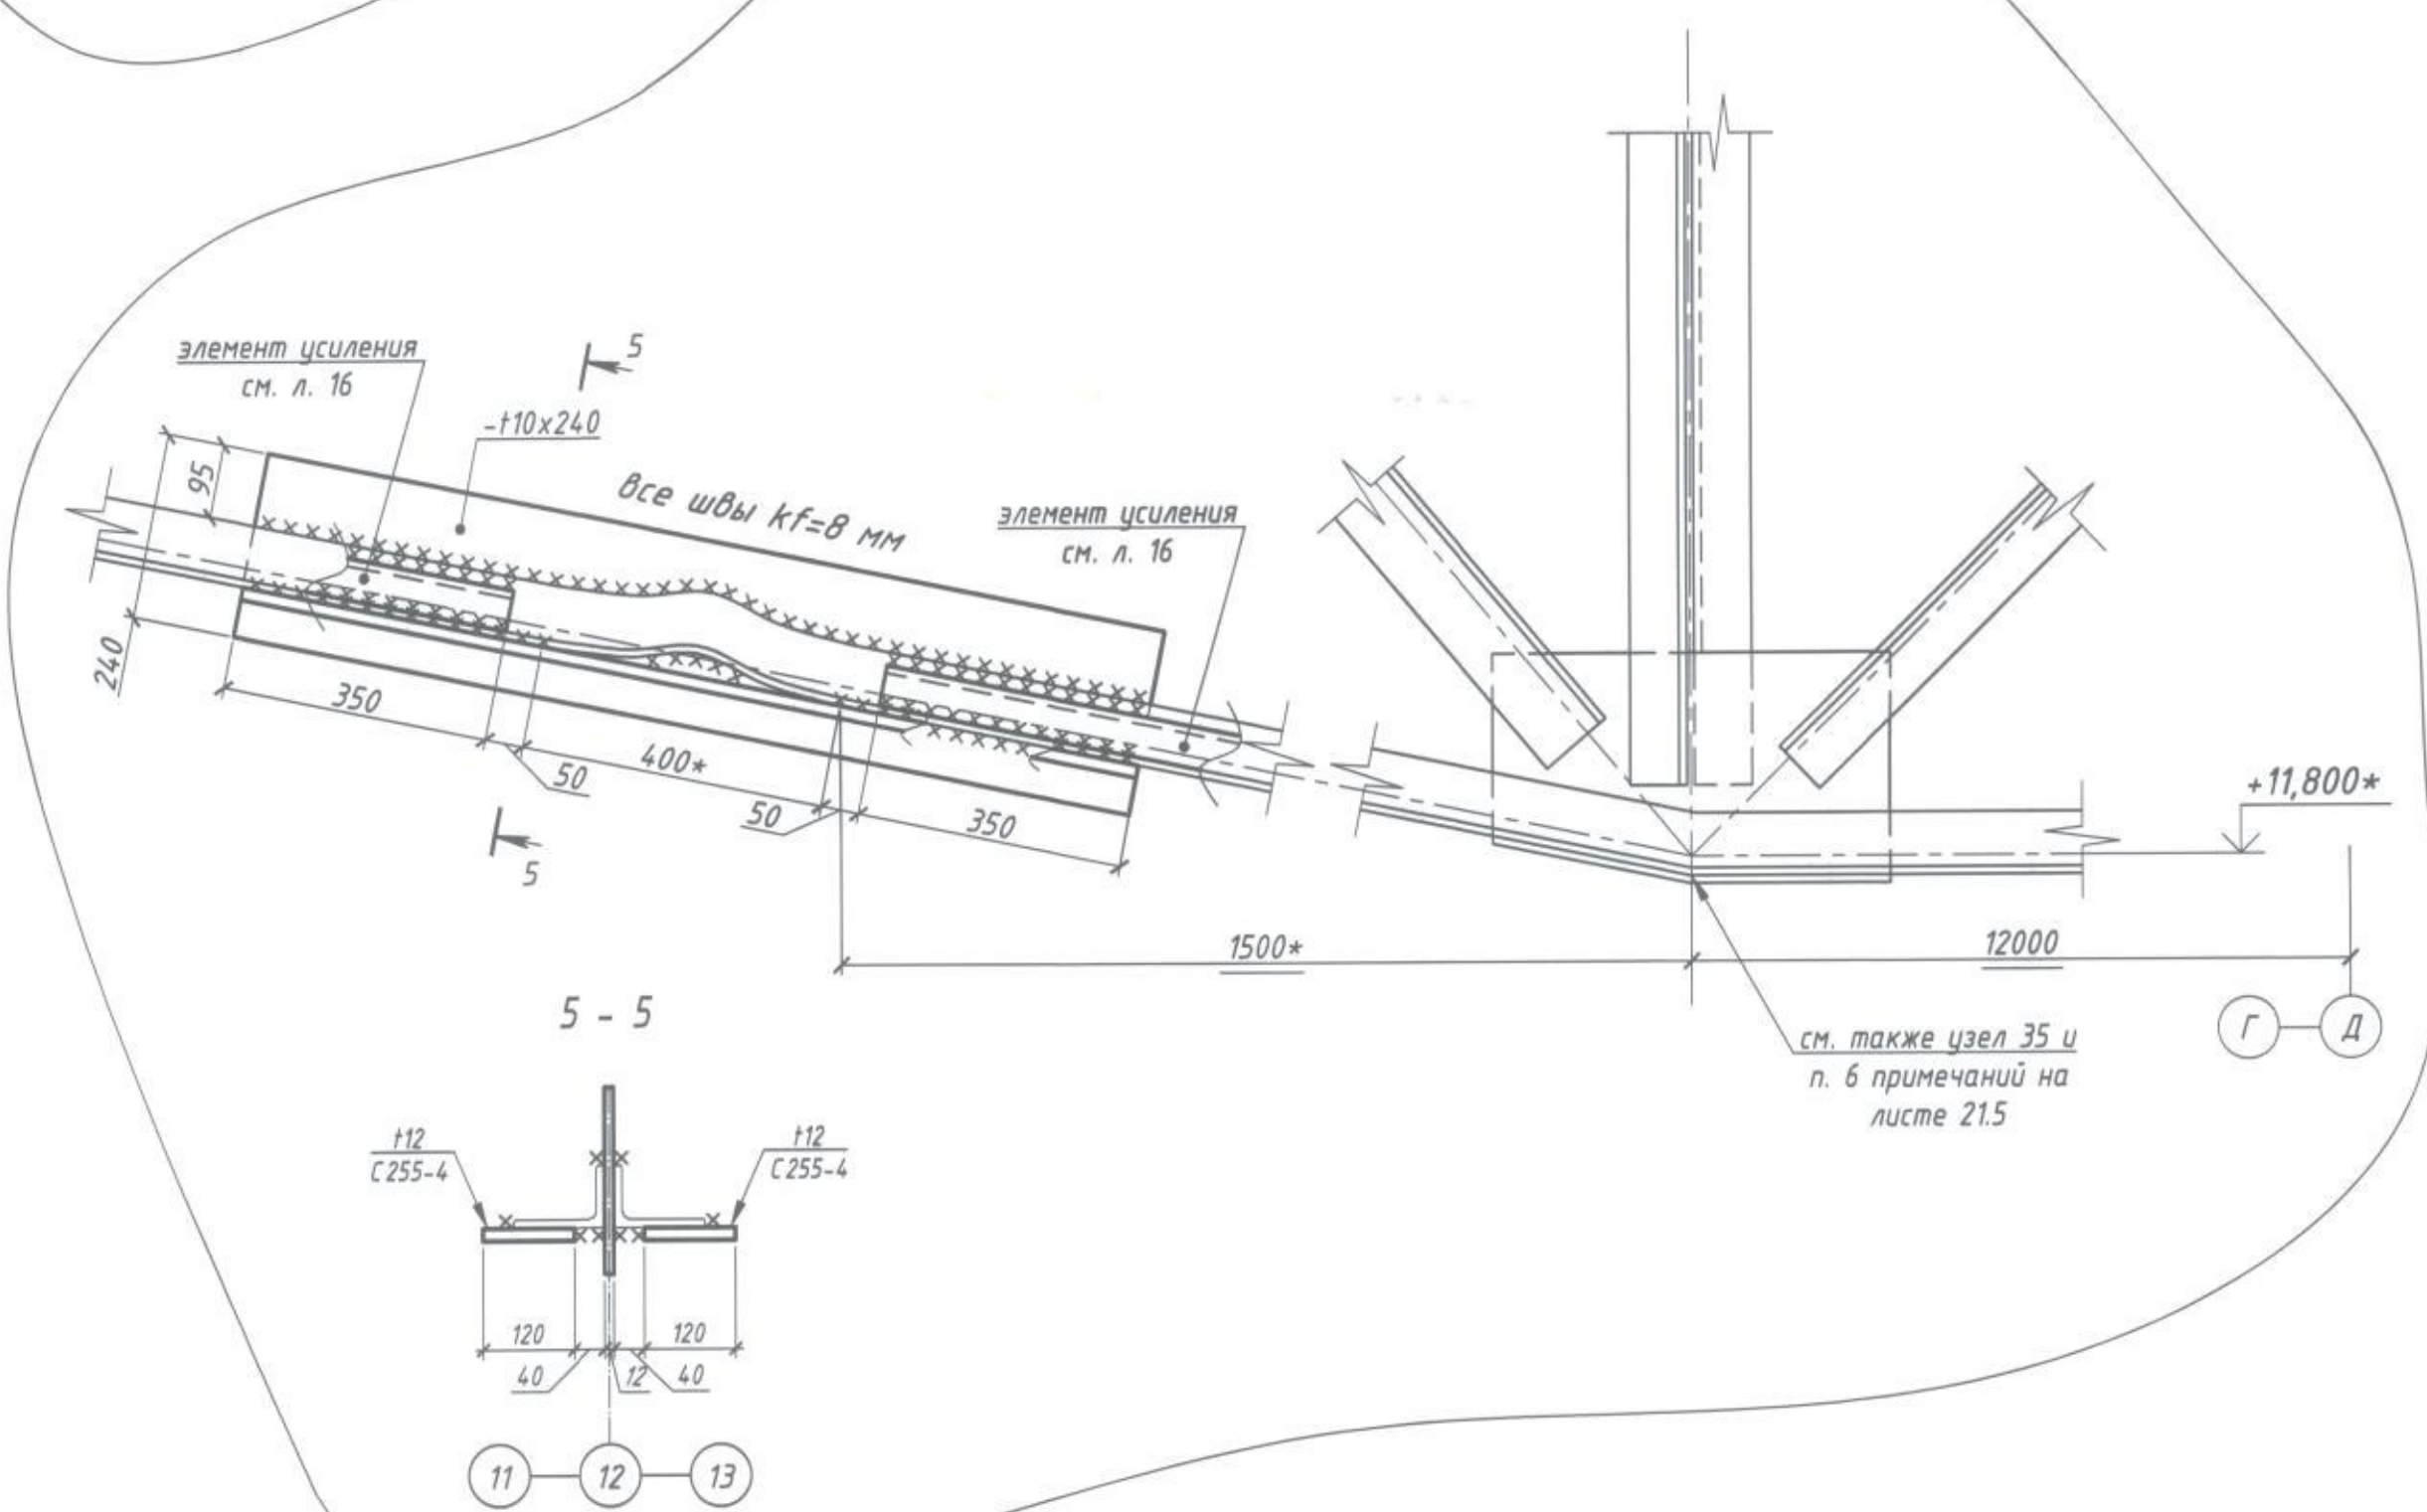 элемент усиления
см. л. 16
5
-t10x240
95
все швы kf=8 мм
элемент усиления
см. л. 16
240
350
50
400*
50
350
5
+11,800*
1500*
12000
Г
Д
см. также узел 35 и
п. 6 примечаний на
листе 21.5
5 - 5
t12
С255-4
t12
С255-4
120
120
40
12
40
11
12
13